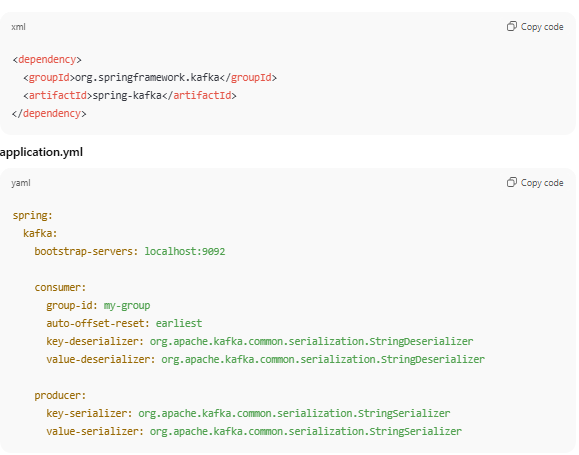 xml
Copy code
<dependency>
  <groupId>org.springframework.kafka</groupId>
  <artifactId>spring-kafka</artifactId>
</dependency>
application.yml
yaml
Copy code
spring:
  kafka:
    bootstrap-servers: localhost:9092

    consumer:
      group-id: my-group
      auto-offset-reset: earliest
      key-deserializer: org.apache.kafka.common.serialization.StringDeserializer
      value-deserializer: org.apache.kafka.common.serialization.StringDeserializer

    producer:
      key-serializer: org.apache.kafka.common.serialization.StringSerializer
      value-serializer: org.apache.kafka.common.serialization.StringSerializer